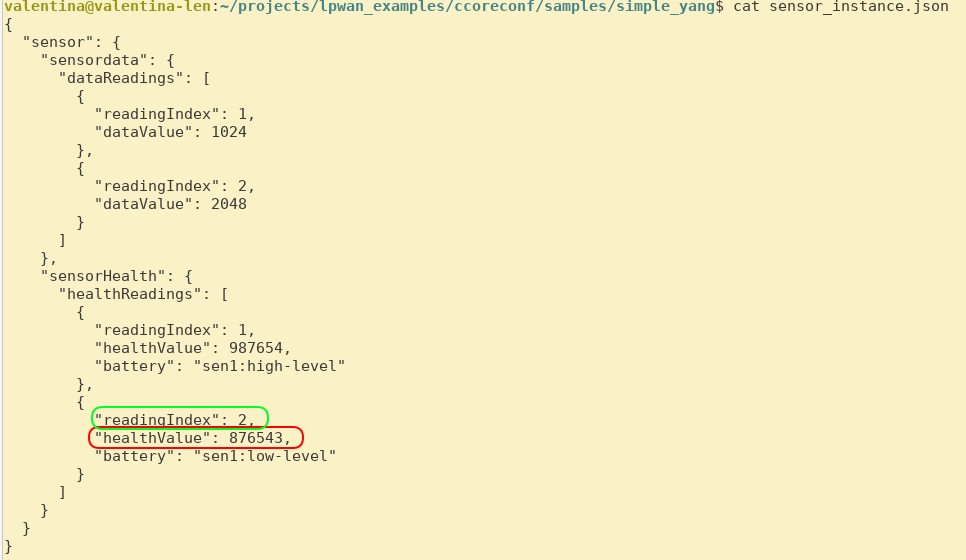 valentina@valentina-len:~/projects/lpwan_examples/ccoreconf/samples/simple_yang$ cat sensor_instance.json
{
  "sensor": {
    "sensordata": {
      "dataReadings": [
        {
          "readingIndex": 1,
          "dataValue": 1024
        },
        {
          "readingIndex": 2,
          "dataValue": 2048
        }
      ]
    },
    "sensorHealth": {
      "healthReadings": [
        {
          "readingIndex": 1,
          "healthValue": 987654,
          "battery": "sen1:high-level"
        },
        {
          "readingIndex": 2,
          "healthValue": 876543,
          "battery": "sen1:low-level"
        }
      ]
    }
  }
}